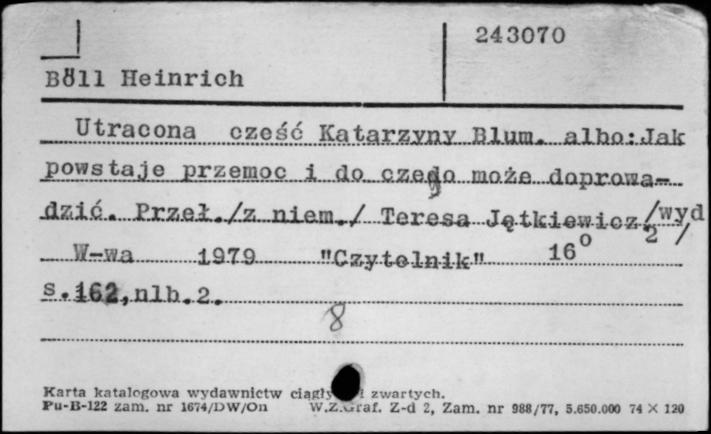 243070
Böll Heinrich
Utracona cześć Katarzyny Blum. albo: Jak
powstaje przemoc i do czego może doprowa-
dzić. Przeł./z niem./ Teresa Jętkiewicz /wyd
2 /
W-wa 1979 "Czytelnik" 16⁰
s.162,nlb.2.
8
Karta katalogowa wydawnictw ciągły i zwartych.
Pu-B-122 zam. nr 1674/DW/On W.Z.Graf. Z-d 2, Zam. nr 988/77, 5.650.000 74 X 120